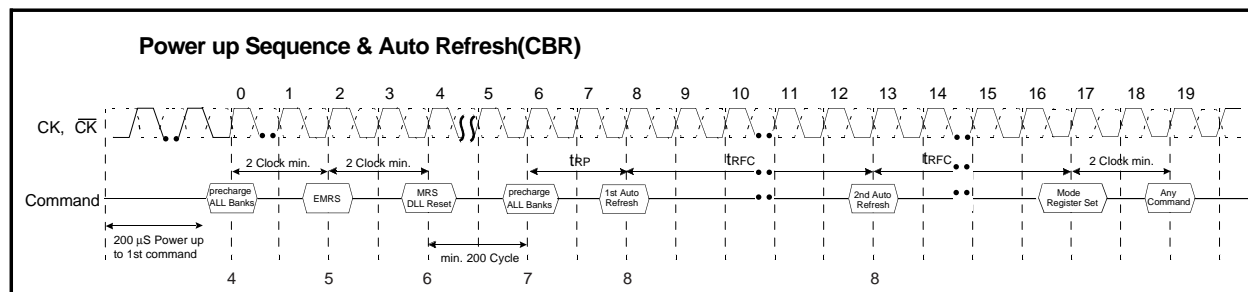 Power up Sequence & Auto Refresh(CBR)
0 1 2 3 4 5 6 7 8 9 10 11 12 13 14 15 16 17 18 19
CK, CK
2 Clock min. 2 Clock min. tRP tRFC tRFC 2 Clock min.
Command
precharge
ALL Banks
EMRS
MRS
DLL Reset
precharge
ALL Banks
1st Auto
Refresh
2nd Auto
Refresh
Mode
Register Set
Any
Command
200 µS Power up
to 1st command
min. 200 Cycle
4 5 6 7 8 8